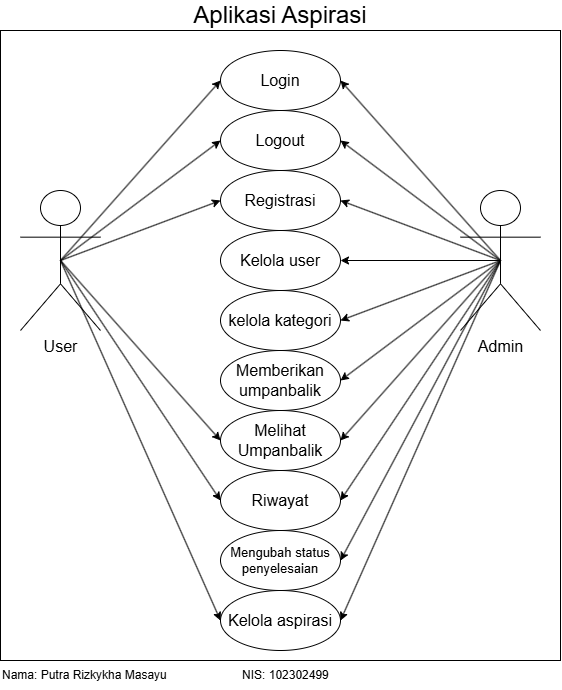 Aplikasi Aspirasi
Login
Logout
Registrasi
Kelola user
kelola kategori
User
Admin
Memberikan
umpanbalik
Melihat
Umpanbalik
Riwayat
Mengubah status
penyelesaian
Kelola aspirasi
Nama: Putra Rizkykha Masayu NIS: 102302499